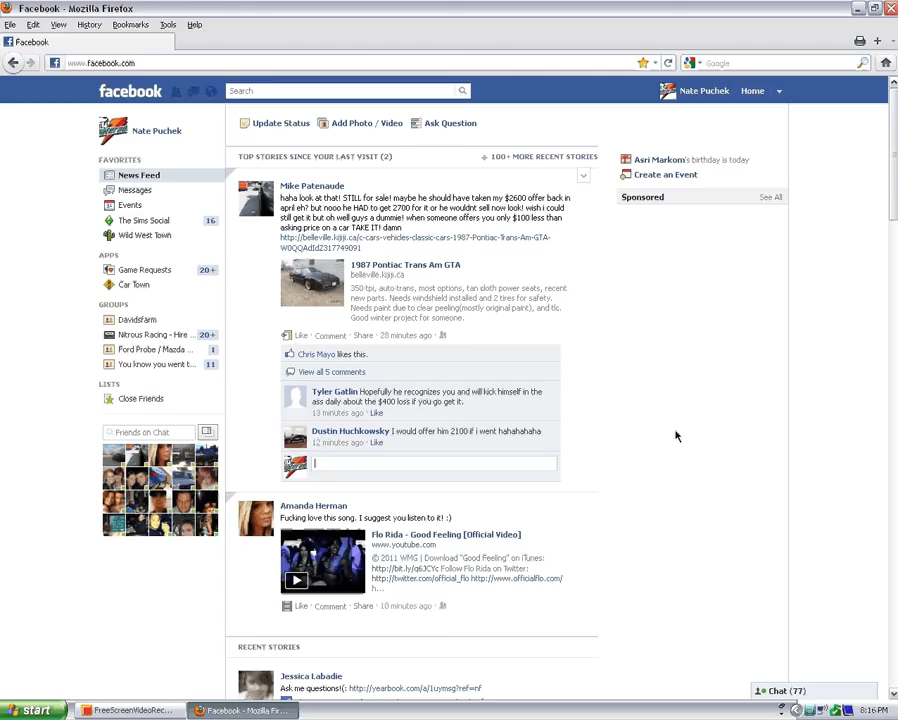 Facebook - Mozilla Firefox
File Edit View History Bookmarks Tools Help
Facebook
www.facebook.com
Google
facebook
Search
Nate Puchek Home
Nate Puchek
FAVORITES
News Feed
Messages
Events
The Sims Social 16
Wild West Town
APPS
Game Requests 20+
Car Town
GROUPS
Davidsfarm
Nitrous Racing - Hire ... 20+
Ford Probe / Mazda ... 1
You know you went t... 11
LISTS
Close Friends
Friends on Chat
Update Status Add Photo / Video Ask Question
TOP STORIES SINCE YOUR LAST VISIT (2) 100+ MORE RECENT STORIES
Mike Patenaude
haha look at that! STILL for sale! maybe he should have taken my $2600 offer back in
april eh? but nooo he HAD to get 2700 for it or he wouldnt sell now look! wish i could
still get it but oh well guys a dummie! when someone offers you only $100 less than
asking price on a car TAKE IT! damn
http://belleville.kijiji.ca/c-cars-vehicles-classic-cars-1987-Pontiac-Trans-Am-GTA-
W0QQAdIdZ317749091
1987 Pontiac Trans Am GTA
belleville.kijiji.ca
350 tpi, auto-trans, most options, tan sloth power seats, recent
new parts. Needs windshield installed and 2 tires for safety.
Needs paint due to clear peeling(mostly original paint), and tlc.
Good winter project for someone.
Like · Comment · Share · 28 minutes ago ·
Chris Mayo likes this.
View all 5 comments
Tyler Gatlin Hopefully he recognizes you and will kick himself in the
ass daily about the $400 loss if you go get it.
13 minutes ago · Like
Dustin Huchkowsky I would offer him 2100 if i went hahahahaha
12 minutes ago · Like
Amanda Herman
Fucking love this song. I suggest you listen to it! :)
Flo Rida - Good Feeling [Official Video]
www.youtube.com
© 2011 WMG | Download "Good Feeling" on iTunes:
http://bit.ly/q6JCYc Follow Flo Rida on Twitter:
http://twitter.com/official_flo http://www.officialflo.com/
h...
Like · Comment · Share · 10 minutes ago ·
RECENT STORIES
Jessica Labadie
Ask me questions!(: http://yearbook.com/a/1uymsg?ref=nf
Asri Markom's birthday is today
Create an Event
Sponsored See All
Chat (77)
start FreeScreenVideoRec... Facebook - Mozilla Fir... 8:16 PM